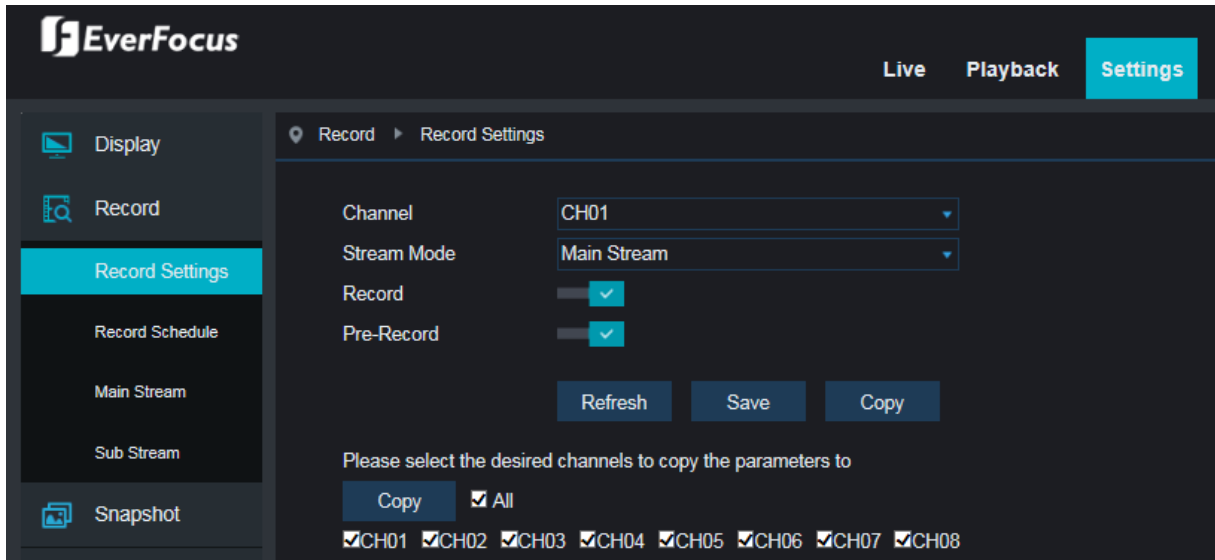 EverFocus
Live Playback Settings
Display
Record
Record Settings
Record Schedule
Main Stream
Sub Stream
Snapshot
Record Record Settings
Channel CH01
Stream Mode Main Stream
Record
Pre-Record
Refresh Save Copy
Please select the desired channels to copy the parameters to
Copy All
CH01 CH02 CH03 CH04 CH05 CH06 CH07 CH08